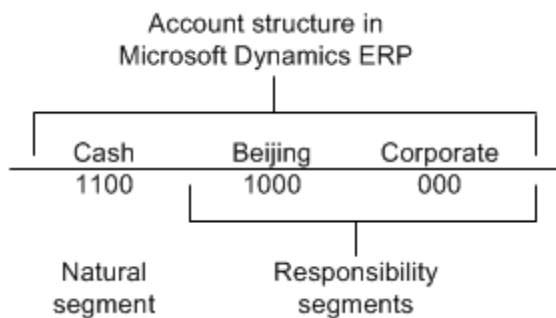 Account structure in
Microsoft Dynamics ERP
Cash Beijing Corporate
1100 1000 000
Natural Responsibility
segment segments